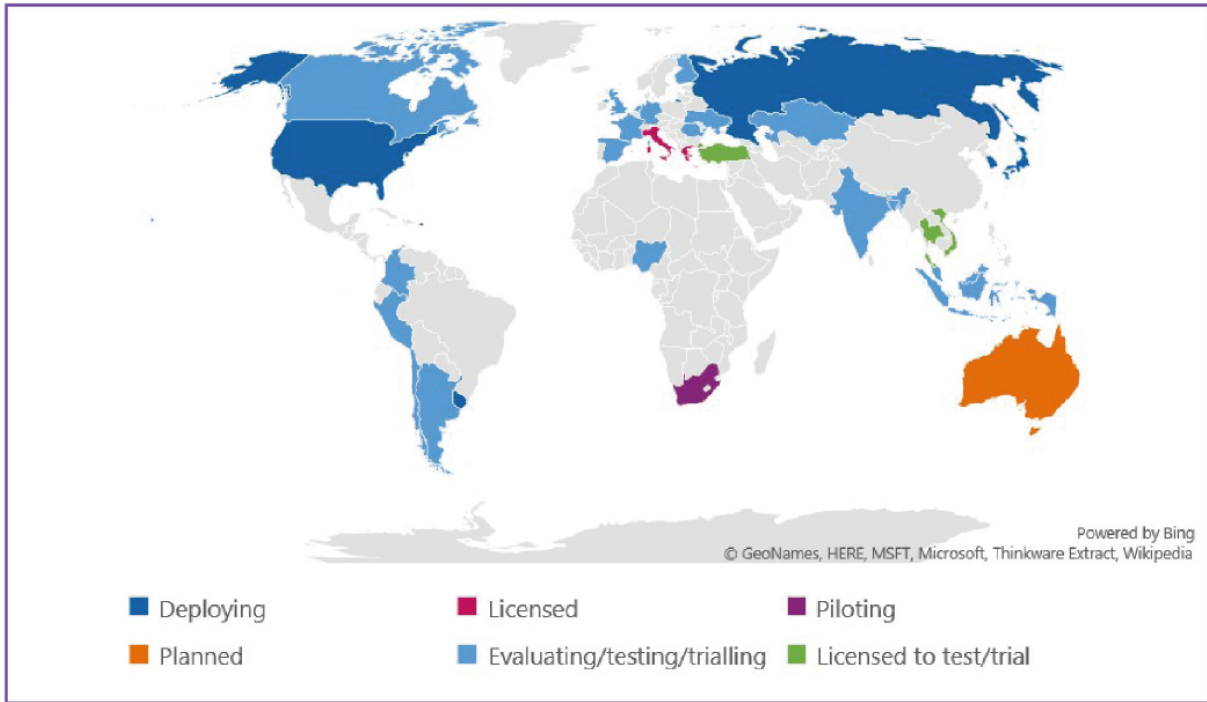 Powered by Bing
© GeoNames, HERE, MSFT, Microsoft, Thinkware Extract, Wikipedia
Deploying
Licensed
Piloting
Planned
Evaluating/testing/trialling
Licensed to test/trial